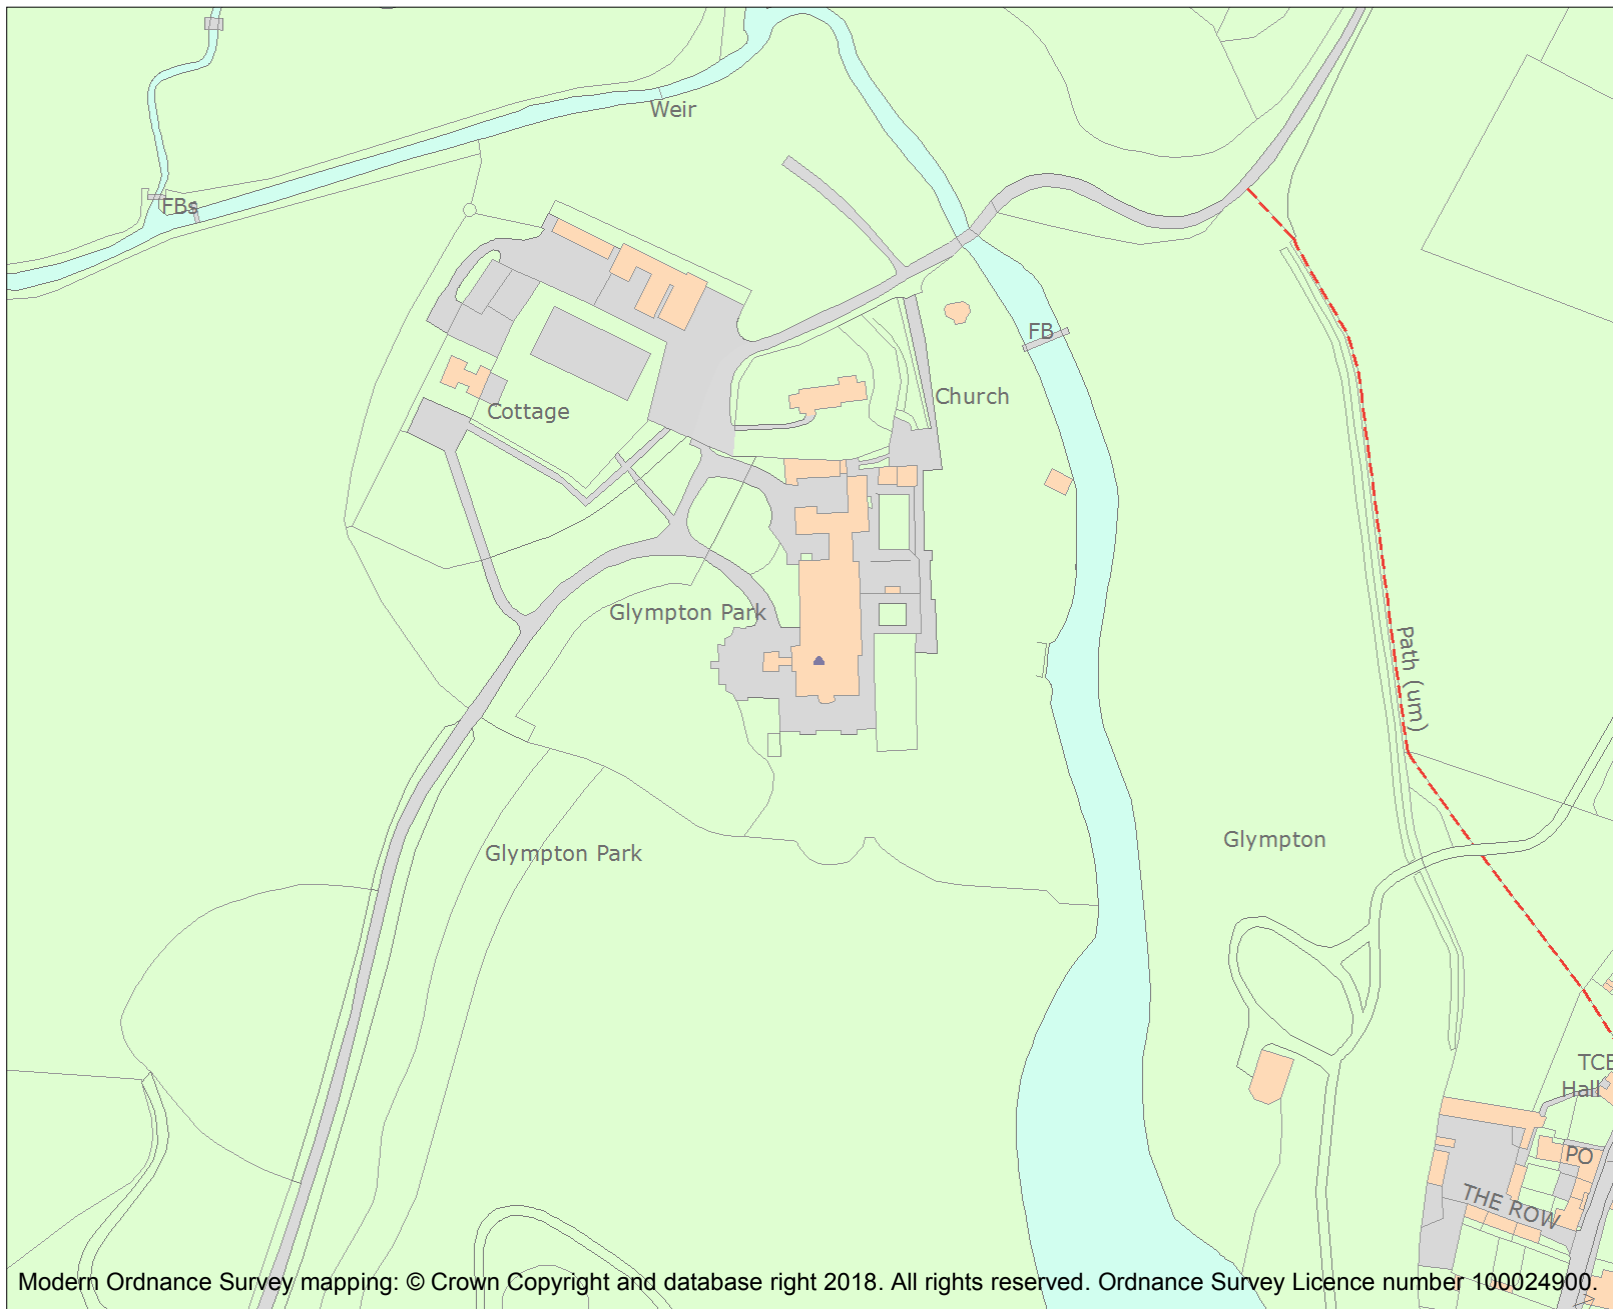 Weir
FBs
FB
Church
Cottage
Glympton Park
Path (um)
Glympton
Glympton Park
TCB
Hall
PO
THE ROW
Modern Ordnance Survey mapping: © Crown Copyright and database right 2018. All rights reserved. Ordnance Survey Licence number 100024900.